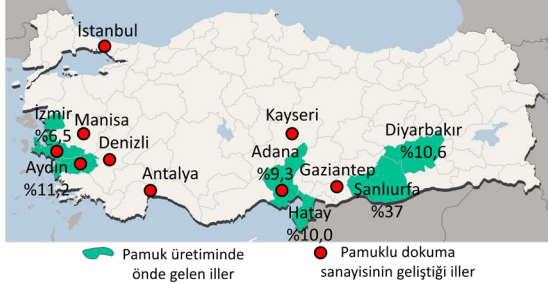 İstanbul
İzmir
%6,5
Manisa
Denizli
Aydın
%11,2
Antalya
Kayseri
Adana
%9,3
Gaziantep
Hatay
%10,0
Diyarbakır
%10,6
Şanlıurfa
%37
Pamuk üretiminde
önde gelen iller
Pamuklu dokuma
sanayisinin geliştiği iller